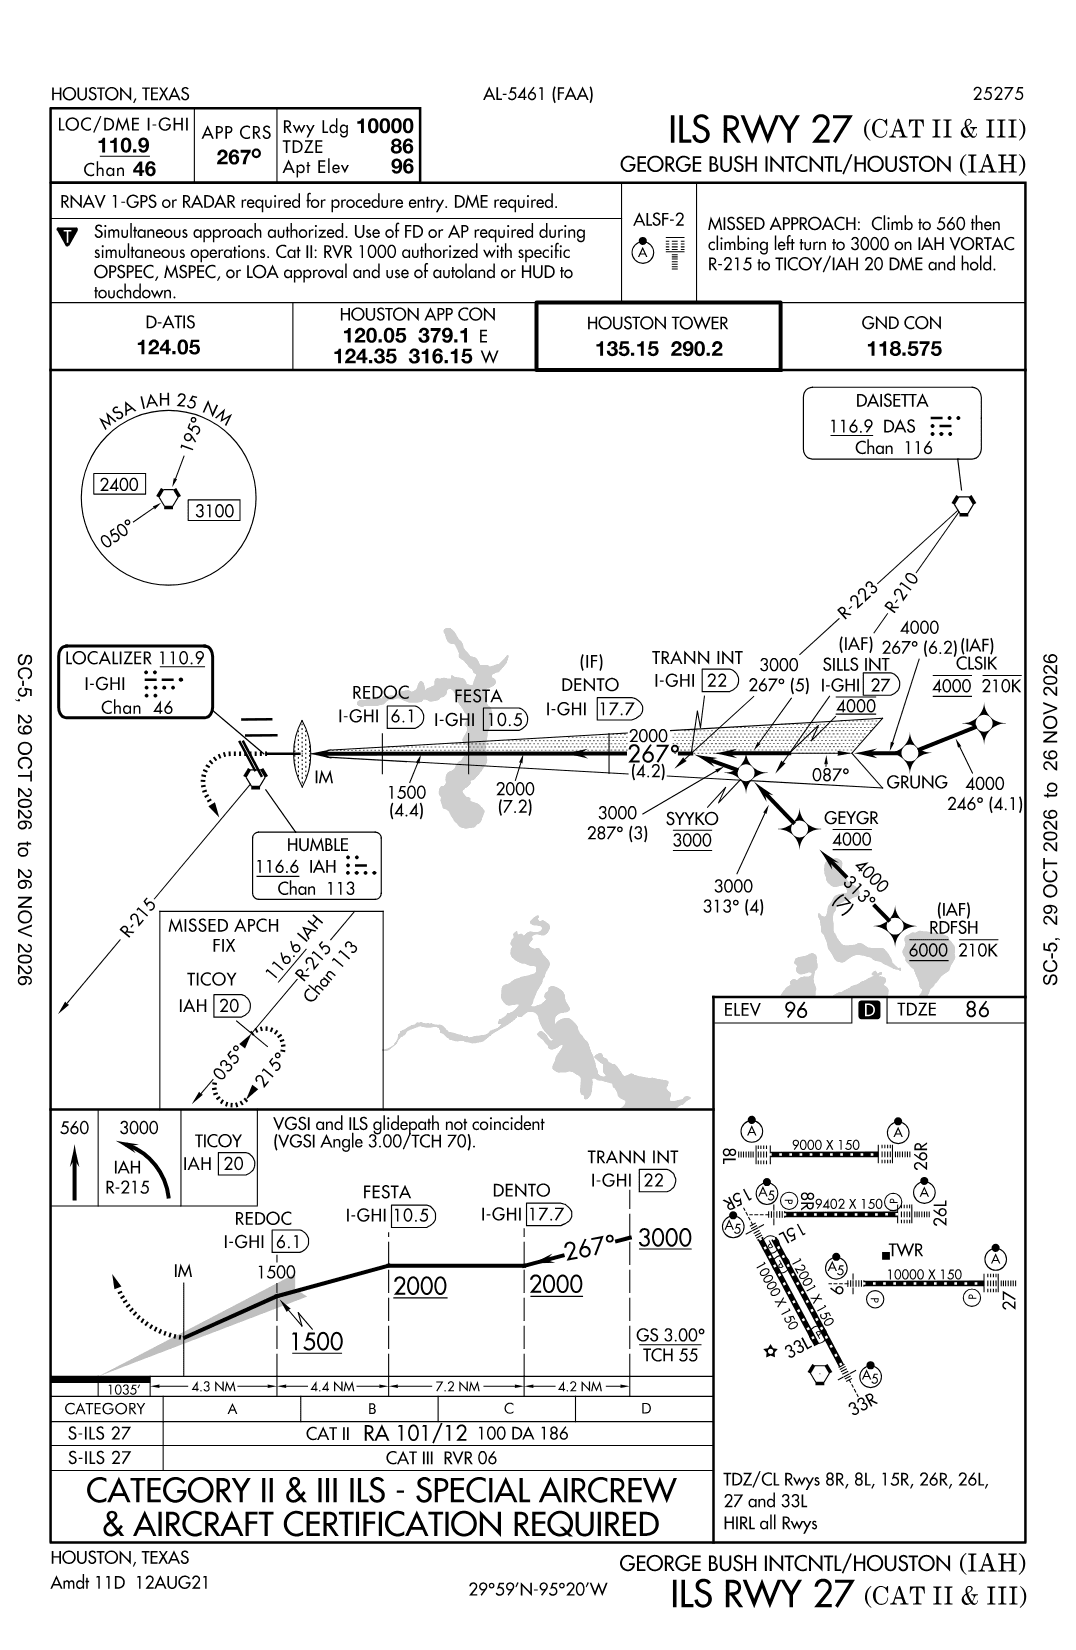 HOUSTON, TEXAS
AL-5461 (FAA)
25275
LOC/DME I-GHI
110.9
Chan 46
APP CRS
267°
Rwy Ldg 10000
TDZE 86
Apt Elev 96
ILS RWY 27 (CAT II & III)
GEORGE BUSH INTCNTL/HOUSTON (IAH)
RNAV 1-GPS or RADAR required for procedure entry. DME required.
T
Simultaneous approach authorized. Use of FD or AP required during
simultaneous operations. Cat II: RVR 1000 authorized with specific
OPSPEC, MSPEC, or LOA approval and use of autoland or HUD to
touchdown.
ALSF-2
A
MISSED APPROACH: Climb to 560 then
climbing left turn to 3000 on IAH VORTAC
R-215 to TICOY/IAH 20 DME and hold.
D-ATIS
124.05
HOUSTON APP CON
120.05 379.1 E
124.35 316.15 W
HOUSTON TOWER
135.15 290.2
GND CON
118.575
MSA IAH 25 NM
195°
2400
3100
050°
DAISETTA
116.9 DAS
Chan 116
R-223
R-210
LOCALIZER 110.9
I-GHI
Chan 46
REDOC
I-GHI 6.1
FESTA
I-GHI 10.5
(IF)
DENTO
I-GHI 17.7
TRANN INT
I-GHI 22
3000
267° (5)
(IAF)
SILLS INT
I-GHI 27
4000
4000
267° (6.2)
(IAF)
CLSIK
4000 210K
2000
267°
(4.2)
IM
087°
GRUNG
4000
246° (4.1)
1500
(4.4)
2000
(7.2)
3000
287° (3)
SYYKO
3000
GEYGR
4000
3000
313° (4)
4000
313°
(7)
(IAF)
RDFSH
6000 210K
HUMBLE
116.6 IAH
Chan 113
R-215
MISSED APCH
FIX
TICOY
IAH 20
116.6 IAH
R-215
Chan 113
035°
215°
SC-5, 29 OCT 2026 to 26 NOV 2026
SC-5, 29 OCT 2026 to 26 NOV 2026
ELEV 96
D
TDZE 86
A
A
8L
9000 X 150
26R
15R
A5
P
8R
9402 X 150
P
A
26L
A5
15L
P
P
12001 X 150
10000 X 150
TWR
A5
9
10000 X 150
A
27
P
P
33L
P
A5
33R
TDZ/CL Rwys 8R, 8L, 15R, 26R, 26L,
27 and 33L
HIRL all Rwys
560
3000
IAH
R-215
TICOY
IAH 20
VGSI and ILS glidepath not coincident
(VGSI Angle 3.00/TCH 70).
TRANN INT
I-GHI 22
FESTA
I-GHI 10.5
DENTO
I-GHI 17.7
REDOC
I-GHI 6.1
IM
1500
267°
3000
2000
2000
1500
GS 3.00°
TCH 55
1035'
4.3 NM
4.4 NM
7.2 NM
4.2 NM
CATEGORY A B C D
S-ILS 27 CAT II RA 101/12 100 DA 186
S-ILS 27 CAT III RVR 06
CATEGORY II & III ILS - SPECIAL AIRCREW
& AIRCRAFT CERTIFICATION REQUIRED
HOUSTON, TEXAS
Amdt 11D 12AUG21
29°59'N-95°20'W
GEORGE BUSH INTCNTL/HOUSTON (IAH)
ILS RWY 27 (CAT II & III)